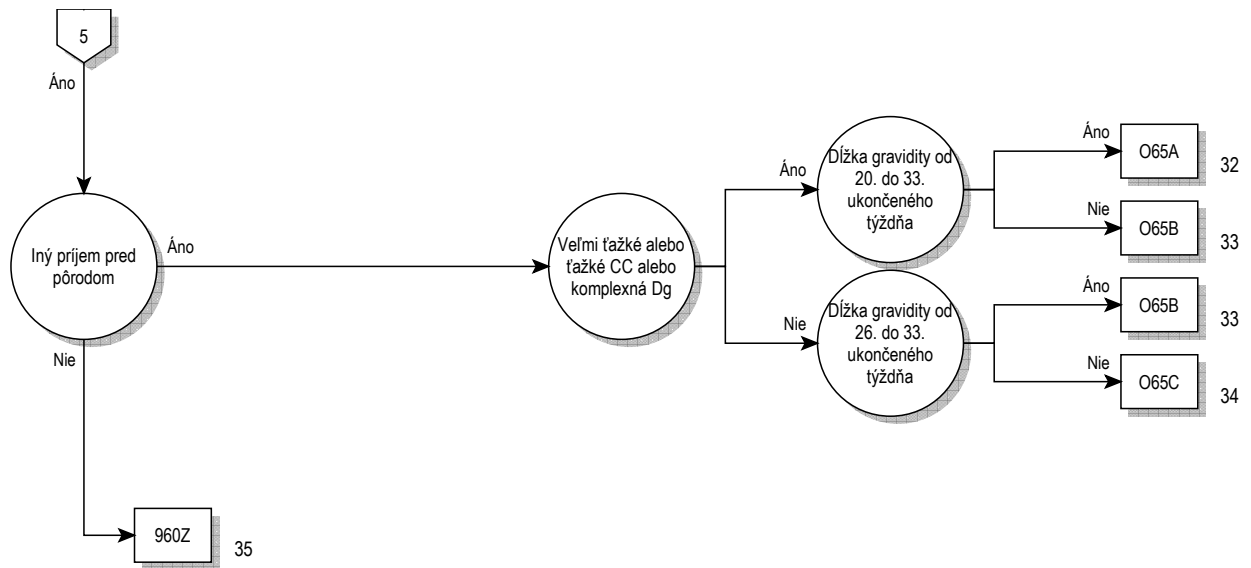 5
Áno
Iný príjem pred
pôrodom
Áno
Nie
960Z
35
Veľmi ťažké alebo
ťažké CC alebo
komplexná Dg
Áno
Nie
Dĺžka gravidity od
20. do 33.
ukončeného
týždňa
Áno
O65A
32
Nie
O65B
33
Dĺžka gravidity od
26. do 33.
ukončeného
týždňa
Áno
O65B
33
Nie
O65C
34